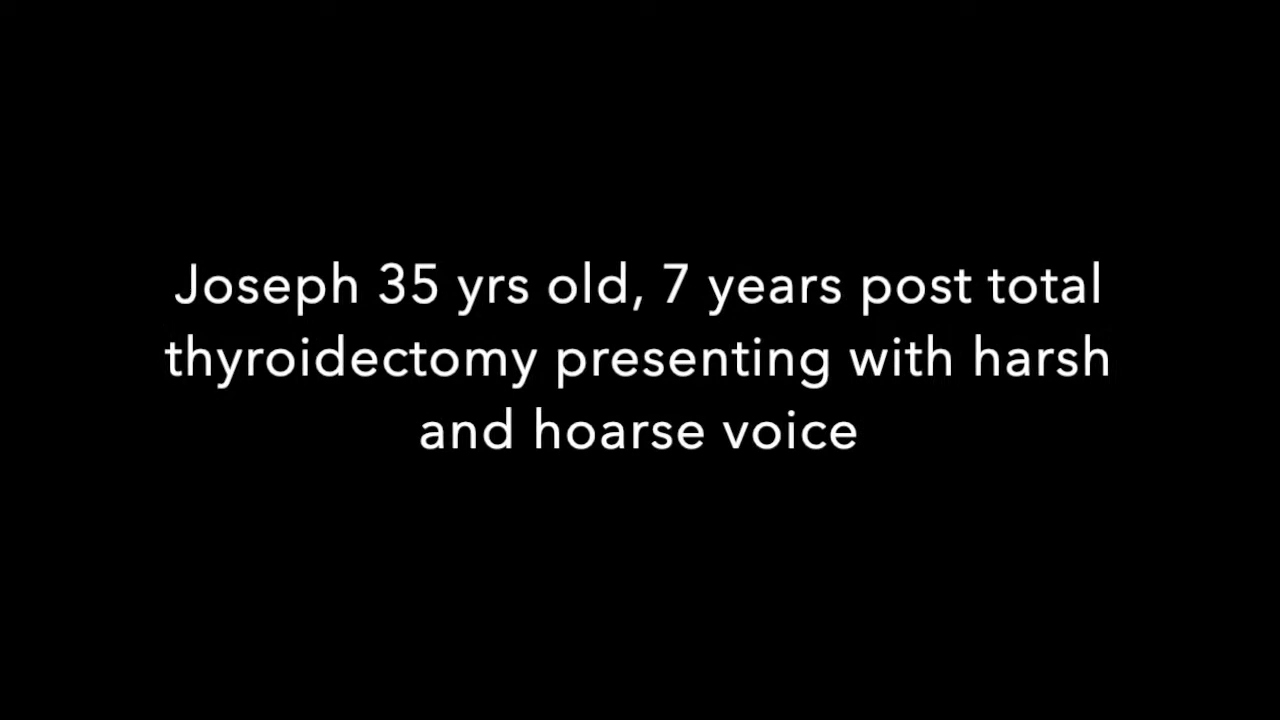 Joseph 35 yrs old, 7 years post total
thyroidectomy presenting with harsh
and hoarse voice